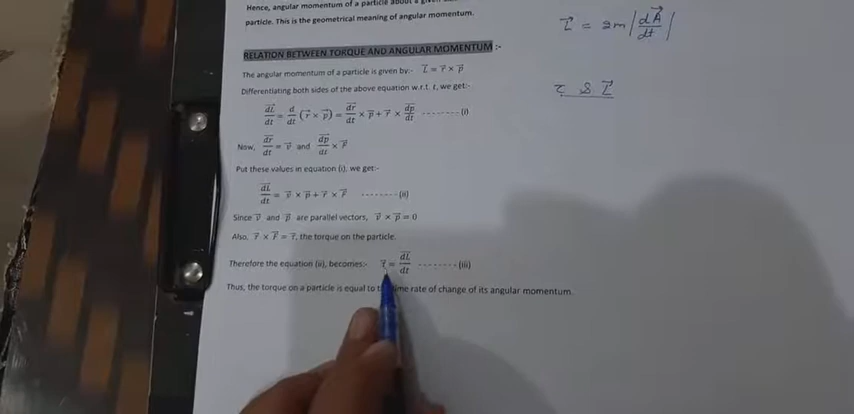 Hence, angular momentum of a particle about a given
particle. This is the geometrical meaning of angular momentum.
L⃗ = 2m |dA⃗/dt|
RELATION BETWEEN TORQUE AND ANGULAR MOMENTUM :-
The angular momentum of a particle is given by:- L⃗ = r⃗ × p⃗
τ & L⃗
Differentiating both sides of the above equation w.r.t. t, we get:-
dL⃗/dt = d/dt (r⃗ × p⃗) = dr⃗/dt × p⃗ + r⃗ × dp⃗/dt -------- (i)
Now, dr⃗/dt = v⃗ and dp⃗/dt × F⃗
Put these values in equation (i), we get:-
dL⃗/dt = v⃗ × p⃗ + r⃗ × F⃗ -------- (ii)
Since v⃗ and p⃗ are parallel vectors, v⃗ × p⃗ = 0
Also, r⃗ × F⃗ = τ⃗, the torque on the particle.
Therefore the equation (ii), becomes:- τ⃗ = dL⃗/dt -------- (iii)
Thus, the torque on a particle is equal to time rate of change of its angular momentum.